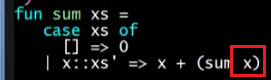 fun sum xs =
case xs of
[] => 0
| x::xs' => x + (sum x)